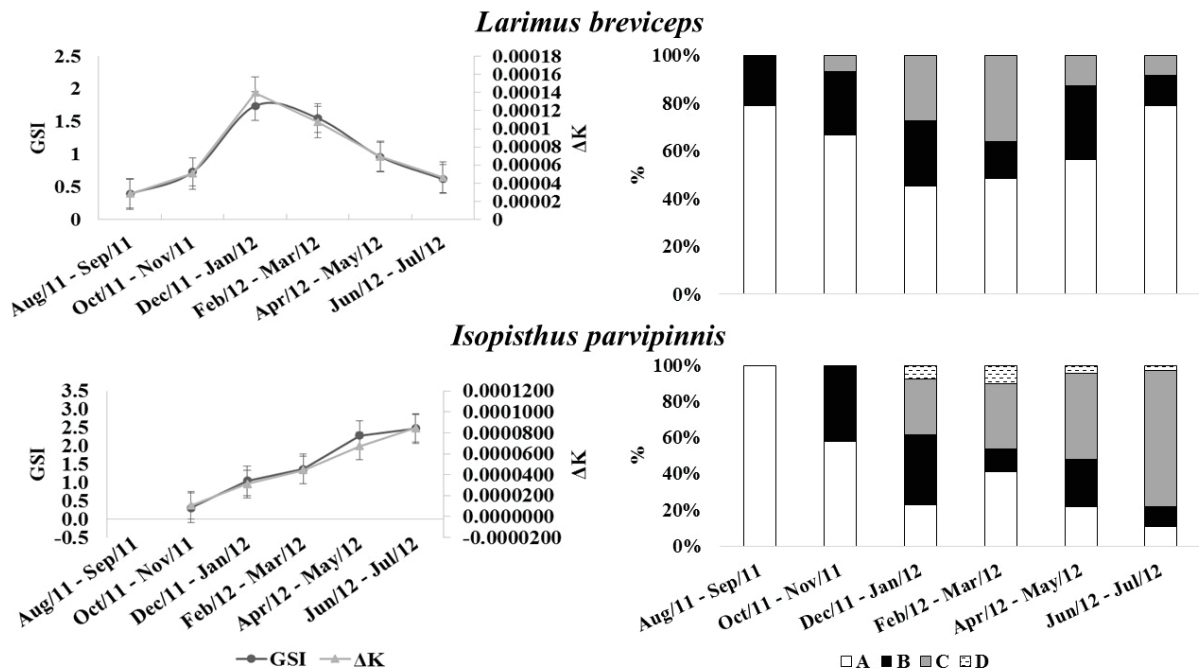 Larimus breviceps
2.5
2
1.5
1
0.5
0
GSI
0.00018
0.00016
0.00014
0.00012
0.0001
0.00008
0.00006
0.00004
0.00002
0
ΔK
Aug/11 - Sep/11
Oct/11 - Nov/11
Dec/11 - Jan/12
Feb/12 - Mar/12
Apr/12 - May/12
Jun/12 - Jul/12
100%
80%
60%
40%
20%
0%
%
Isopisthus parvipinnis
3.5
3.0
2.5
2.0
1.5
1.0
0.5
0.0
-0.5
GSI
0.0001200
0.0001000
0.0000800
0.0000600
0.0000400
0.0000200
0.0000000
-0.0000200
ΔK
Aug/11 - Sep/11
Oct/11 - Nov/11
Dec/11 - Jan/12
Feb/12 - Mar/12
Apr/12 - May/12
Jun/12 - Jul/12
GSI ΔK
100%
80%
60%
40%
20%
0%
%
Aug/11 - Sep/11
Oct/11 - Nov/11
Dec/11 - Jan/12
Feb/12 - Mar/12
Apr/12 - May/12
Jun/12 - Jul/12
A B C D